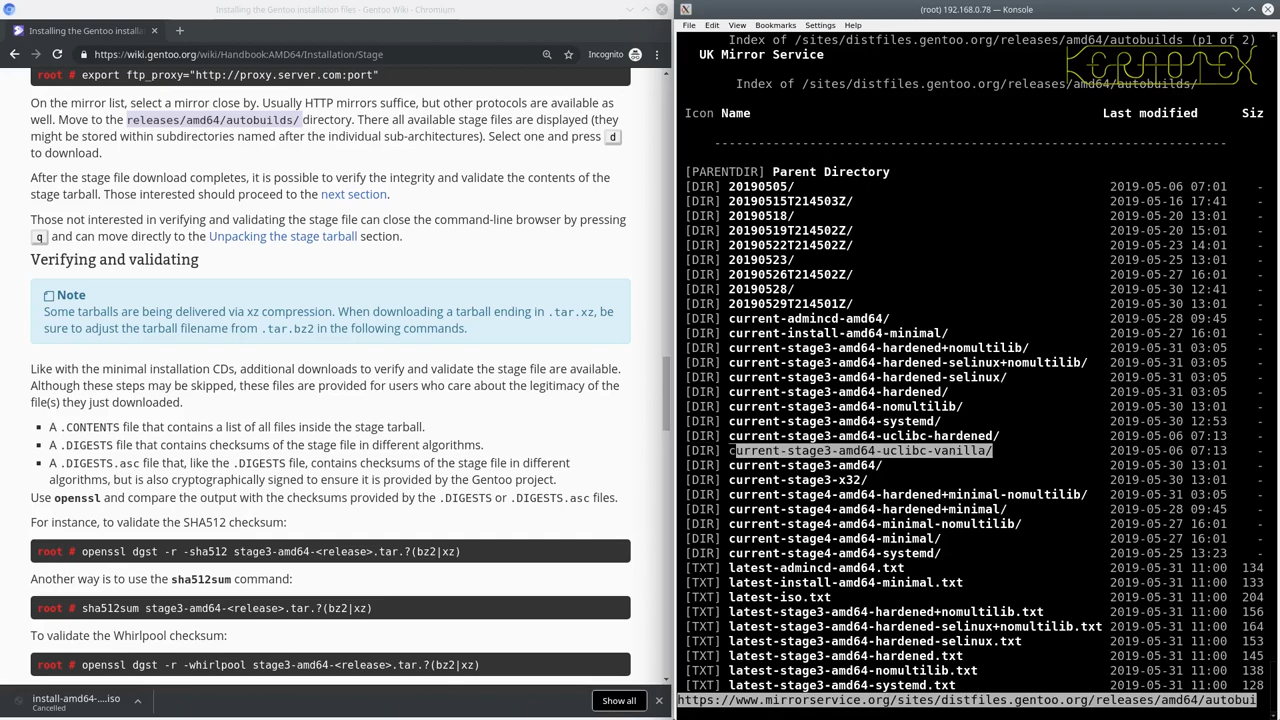 Installing the Gentoo installation files - Gentoo Wiki - Chromium
Installing the Gentoo installa
https://wiki.gentoo.org/wiki/Handbook:AMD64/Installation/Stage
Incognito
root # export ftp_proxy="http://proxy.server.com:port"
On the mirror list, select a mirror close by. Usually HTTP mirrors suffice, but other protocols are available as
well. Move to the releases/amd64/autobuilds/ directory. There all available stage files are displayed (they
might be stored within subdirectories named after the individual sub-architectures). Select one and press d
to download.
After the stage file download completes, it is possible to verify the integrity and validate the contents of the
stage tarball. Those interested should proceed to the next section.
Those not interested in verifying and validating the stage file can close the command-line browser by pressing
q and can move directly to the Unpacking the stage tarball section.
Verifying and validating
Note
Some tarballs are being delivered via xz compression. When downloading a tarball ending in .tar.xz, be
sure to adjust the tarball filename from .tar.bz2 in the following commands.
Like with the minimal installation CDs, additional downloads to verify and validate the stage file are available.
Although these steps may be skipped, these files are provided for users who care about the legitimacy of the
file(s) they just downloaded.
A .CONTENTS file that contains a list of all files inside the stage tarball.
A .DIGESTS file that contains checksums of the stage file in different algorithms.
A .DIGESTS.asc file that, like the .DIGESTS file, contains checksums of the stage file in different
algorithms, but is also cryptographically signed to ensure it is provided by the Gentoo project.
Use openssl and compare the output with the checksums provided by the .DIGESTS or .DIGESTS.asc files.
For instance, to validate the SHA512 checksum:
root # openssl dgst -r -sha512 stage3-amd64-<release>.tar.?(bz2|xz)
Another way is to use the sha512sum command:
root # sha512sum stage3-amd64-<release>.tar.?(bz2|xz)
To validate the Whirlpool checksum:
root # openssl dgst -r -whirlpool stage3-amd64-<release>.tar.?(bz2|xz)
install-amd64-....iso
Cancelled
Show all
(root) 192.168.0.78 — Konsole
File Edit View Bookmarks Settings Help
Index of /sites/distfiles.gentoo.org/releases/amd64/autobuilds (p1 of 2)
UK Mirror Service
KERNOTEX
Index of /sites/distfiles.gentoo.org/releases/amd64/autobuilds/
Icon Name Last modified Siz
--------------------------------------------------------------------
[PARENTDIR] Parent Directory
[DIR] 20190505/ 2019-05-06 07:01 -
[DIR] 20190515T214503Z/ 2019-05-16 17:41 -
[DIR] 20190518/ 2019-05-20 13:01 -
[DIR] 20190519T214502Z/ 2019-05-20 15:01 -
[DIR] 20190522T214502Z/ 2019-05-23 14:01 -
[DIR] 20190523/ 2019-05-25 13:01 -
[DIR] 20190526T214502Z/ 2019-05-27 16:01 -
[DIR] 20190528/ 2019-05-30 12:41 -
[DIR] 20190529T214501Z/ 2019-05-30 13:01 -
[DIR] current-admincd-amd64/ 2019-05-28 09:45 -
[DIR] current-install-amd64-minimal/ 2019-05-27 16:01 -
[DIR] current-stage3-amd64-hardened+nomultilib/ 2019-05-31 03:05 -
[DIR] current-stage3-amd64-hardened-selinux+nomultilib/ 2019-05-31 03:05 -
[DIR] current-stage3-amd64-hardened-selinux/ 2019-05-31 03:05 -
[DIR] current-stage3-amd64-hardened/ 2019-05-31 03:05 -
[DIR] current-stage3-amd64-nomultilib/ 2019-05-30 13:01 -
[DIR] current-stage3-amd64-systemd/ 2019-05-30 12:53 -
[DIR] current-stage3-amd64-uclibc-hardened/ 2019-05-06 07:13 -
[DIR] current-stage3-amd64-uclibc-vanilla/ 2019-05-06 07:13 -
[DIR] current-stage3-amd64/ 2019-05-30 13:01 -
[DIR] current-stage3-x32/ 2019-05-30 13:01 -
[DIR] current-stage4-amd64-hardened+minimal-nomultilib/ 2019-05-31 03:05 -
[DIR] current-stage4-amd64-hardened+minimal/ 2019-05-28 09:45 -
[DIR] current-stage4-amd64-minimal-nomultilib/ 2019-05-27 16:01 -
[DIR] current-stage4-amd64-minimal/ 2019-05-27 16:01 -
[DIR] current-stage4-amd64-systemd/ 2019-05-25 13:23 -
[TXT] latest-admincd-amd64.txt 2019-05-31 11:00 134
[TXT] latest-install-amd64-minimal.txt 2019-05-31 11:00 133
[TXT] latest-iso.txt 2019-05-31 11:00 204
[TXT] latest-stage3-amd64-hardened+nomultilib.txt 2019-05-31 11:00 156
[TXT] latest-stage3-amd64-hardened-selinux+nomultilib.txt 2019-05-31 11:00 164
[TXT] latest-stage3-amd64-hardened-selinux.txt 2019-05-31 11:00 153
[TXT] latest-stage3-amd64-hardened.txt 2019-05-31 11:00 145
[TXT] latest-stage3-amd64-nomultilib.txt 2019-05-31 11:00 138
[TXT] latest-stage3-amd64-systemd.txt 2019-05-31 11:00 128
https://www.mirrorservice.org/sites/distfiles.gentoo.org/releases/amd64/autobui